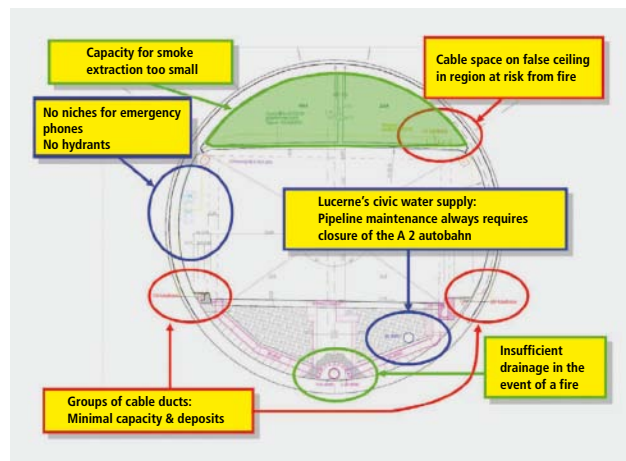 Capacity for smoke
extraction too small
Cable space on false ceiling
in region at risk from fire
No niches for emergency
phones
No hydrants
Lucerne's civic water supply:
Pipeline maintenance always requires
closure of the A 2 autobahn
Insufficient
drainage in the
event of a fire
Groups of cable ducts:
Minimal capacity & deposits